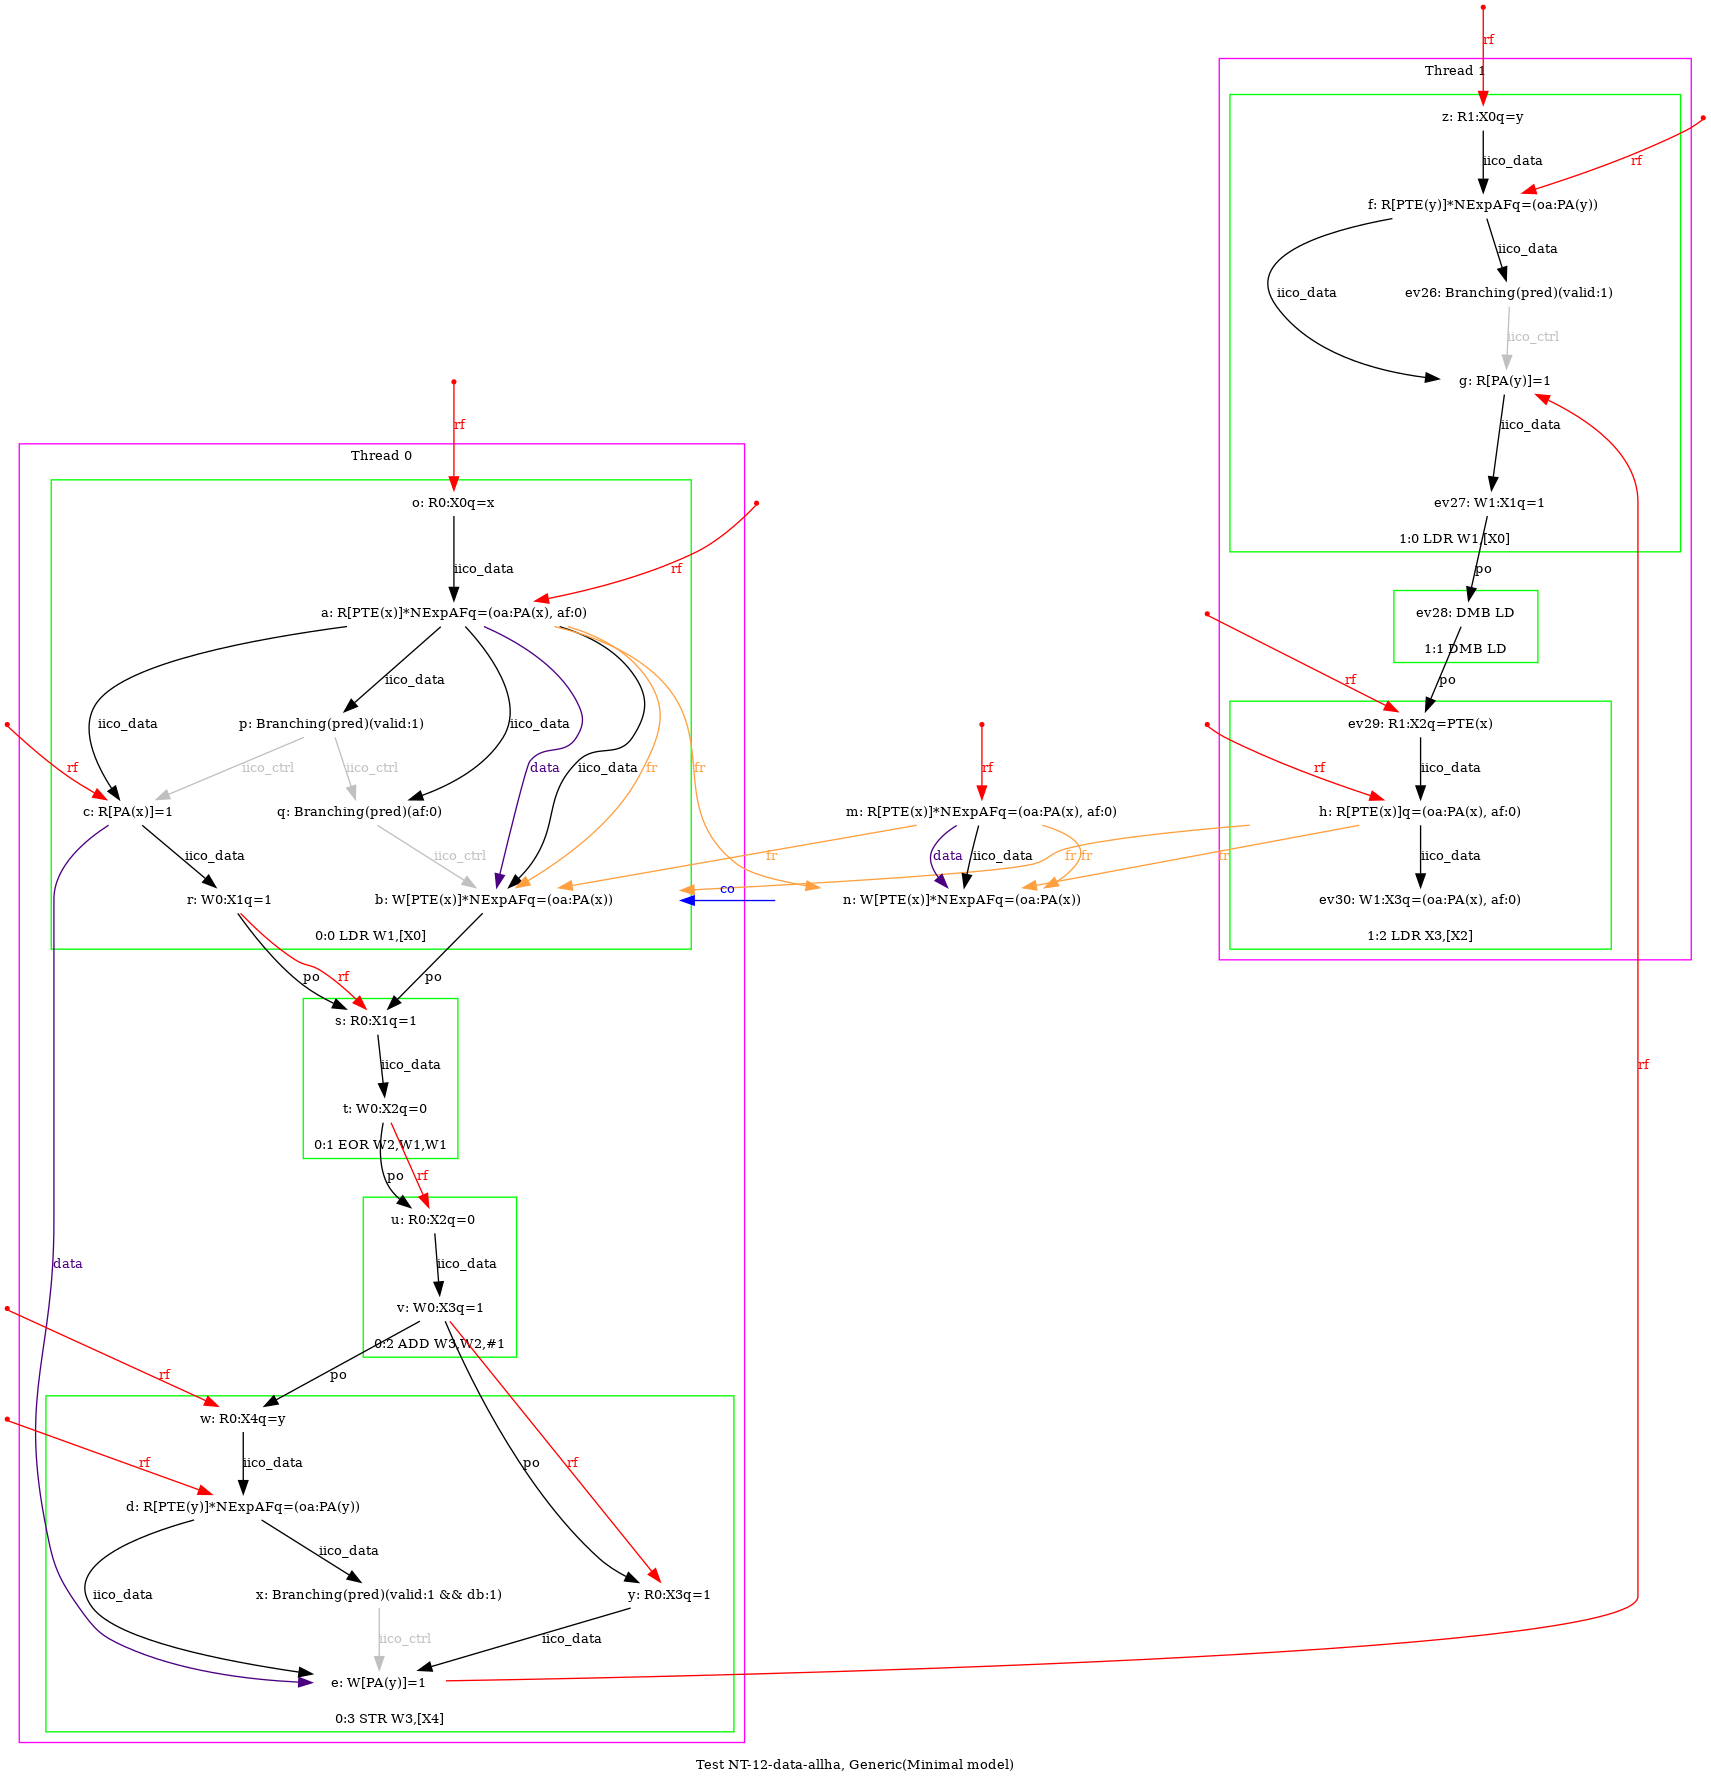 rf
Thread 1
z: R1:X0q=y
iico_data
rf
f: R[PTE(y)]*NExpAFq=(oa:PA(y))
iico_data
iico_data
ev26: Branching(pred)(valid:1)
iico_ctrl
g: R[PA(y)]=1
iico_data
ev27: W1:X1q=1
1:0 LDR W1,[X0]
po
ev28: DMB LD
1:1 DMB LD
rf
po
ev29: R1:X2q=PTE(x)
rf
iico_data
h: R[PTE(x)]q=(oa:PA(x), af:0)
iico_data
ev30: W1:X3q=(oa:PA(x), af:0)
1:2 LDR X3,[X2]
rf
Thread 0
o: R0:X0q=x
iico_data
rf
a: R[PTE(x)]*NExpAFq=(oa:PA(x), af:0)
iico_data
iico_data
p: Branching(pred)(valid:1)
iico_data
rf
iico_ctrl
iico_ctrl
data
iico_data
fr
fr
c: R[PA(x)]=1
q: Branching(pred)(af:0)
iico_data
iico_ctrl
r: W0:X1q=1
b: W[PTE(x)]*NExpAFq=(oa:PA(x))
0:0 LDR W1,[X0]
rf
m: R[PTE(x)]*NExpAFq=(oa:PA(x), af:0)
fr
data
iico_data
fr
fr
fr
co
n: W[PTE(x)]*NExpAFq=(oa:PA(x))
po
rf
po
s: R0:X1q=1
iico_data
t: W0:X2q=0
0:1 EOR W2,W1,W1
po
rf
u: R0:X2q=0
iico_data
v: W0:X3q=1
0:2 ADD W3,W2,#1
data
rf
po
w: R0:X4q=y
rf
iico_data
po
rf
d: R[PTE(y)]*NExpAFq=(oa:PA(y))
iico_data
iico_data
x: Branching(pred)(valid:1 && db:1)
y: R0:X3q=1
iico_ctrl
iico_data
e: W[PA(y)]=1
0:3 STR W3,[X4]
rf
Test NT-12-data-allha, Generic(Minimal model)